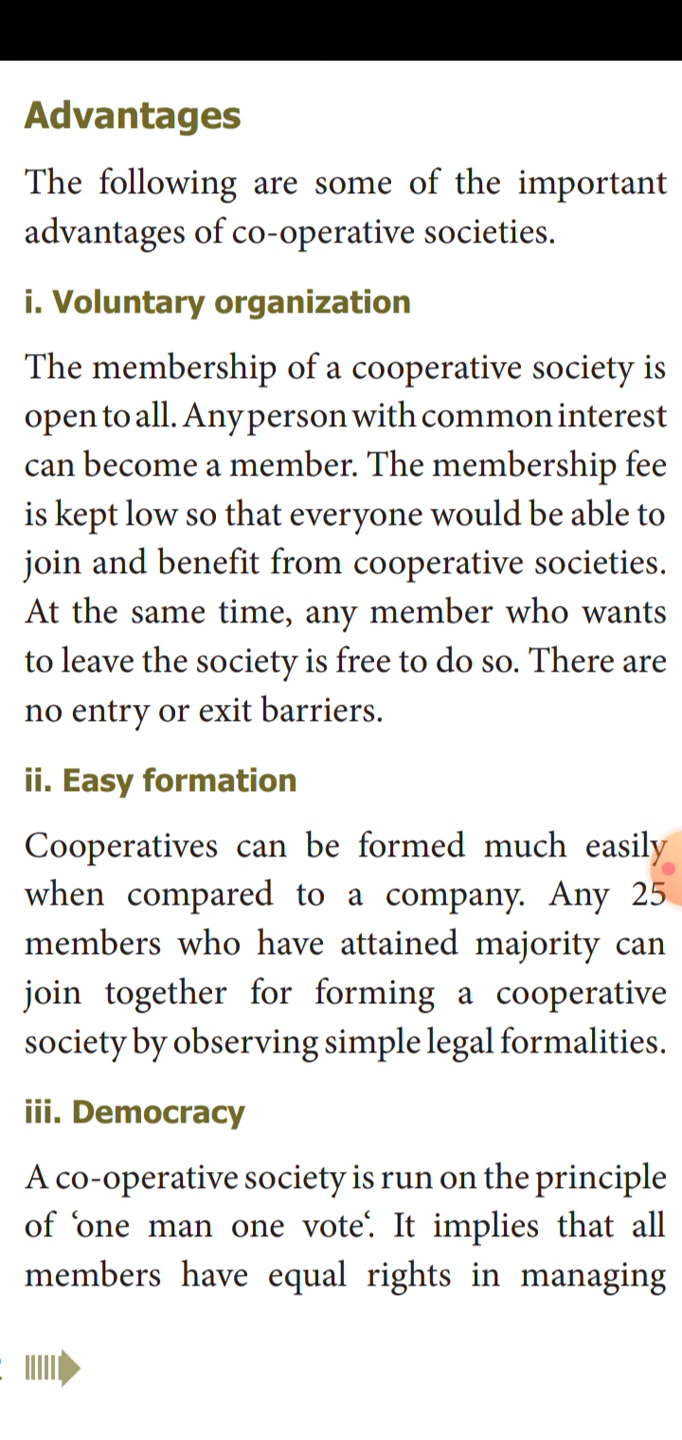 Advantages
The following are some of the important
advantages of co-operative societies.
i. Voluntary organization
The membership of a cooperative society is
open to all. Any person with common interest
can become a member. The membership fee
is kept low so that everyone would be able to
join and benefit from cooperative societies.
At the same time, any member who wants
to leave the society is free to do so. There are
no entry or exit barriers.
ii. Easy formation
Cooperatives can be formed much easily
when compared to a company. Any 25
members who have attained majority can
join together for forming a cooperative
society by observing simple legal formalities.
iii. Democracy
A co-operative society is run on the principle
of ‘one man one vote‘. It implies that all
members have equal rights in managing